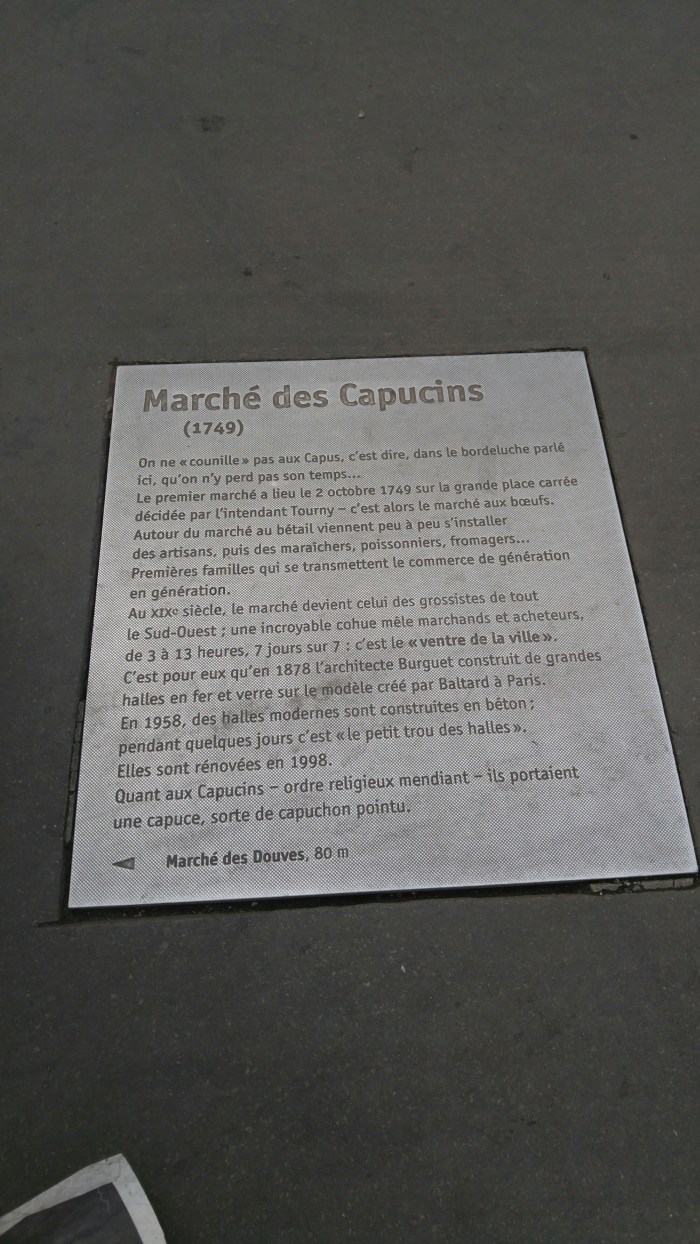 Marché des Capucins
(1749)
On ne « counille » pas aux Capus, c'est dire, dans le bordeluche parlé
ici, qu'on n'y perd pas son temps...
Le premier marché a lieu le 2 octobre 1749 sur la grande place carrée
décidée par l'intendant Tourny – c'est alors le marché aux bœufs.
Autour du marché au bétail viennent peu à peu s'installer
des artisans, puis des maraîchers, poissonniers, fromagers...
Premières familles qui se transmettent le commerce de génération
en génération.
Au XIXe siècle, le marché devient celui des grossistes de tout
le Sud-Ouest ; une incroyable cohue mêle marchands et acheteurs,
de 3 à 13 heures, 7 jours sur 7 : c'est le « ventre de la ville ».
C'est pour eux qu'en 1878 l'architecte Burguet construit de grandes
halles en fer et verre sur le modèle créé par Baltard à Paris.
En 1958, des halles modernes sont construites en béton ;
pendant quelques jours c'est « le petit trou des halles ».
Elles sont rénovées en 1998.
Quant aux Capucins – ordre religieux mendiant – ils portaient
une capuce, sorte de capuchon pointu.
Marché des Douves, 80 m